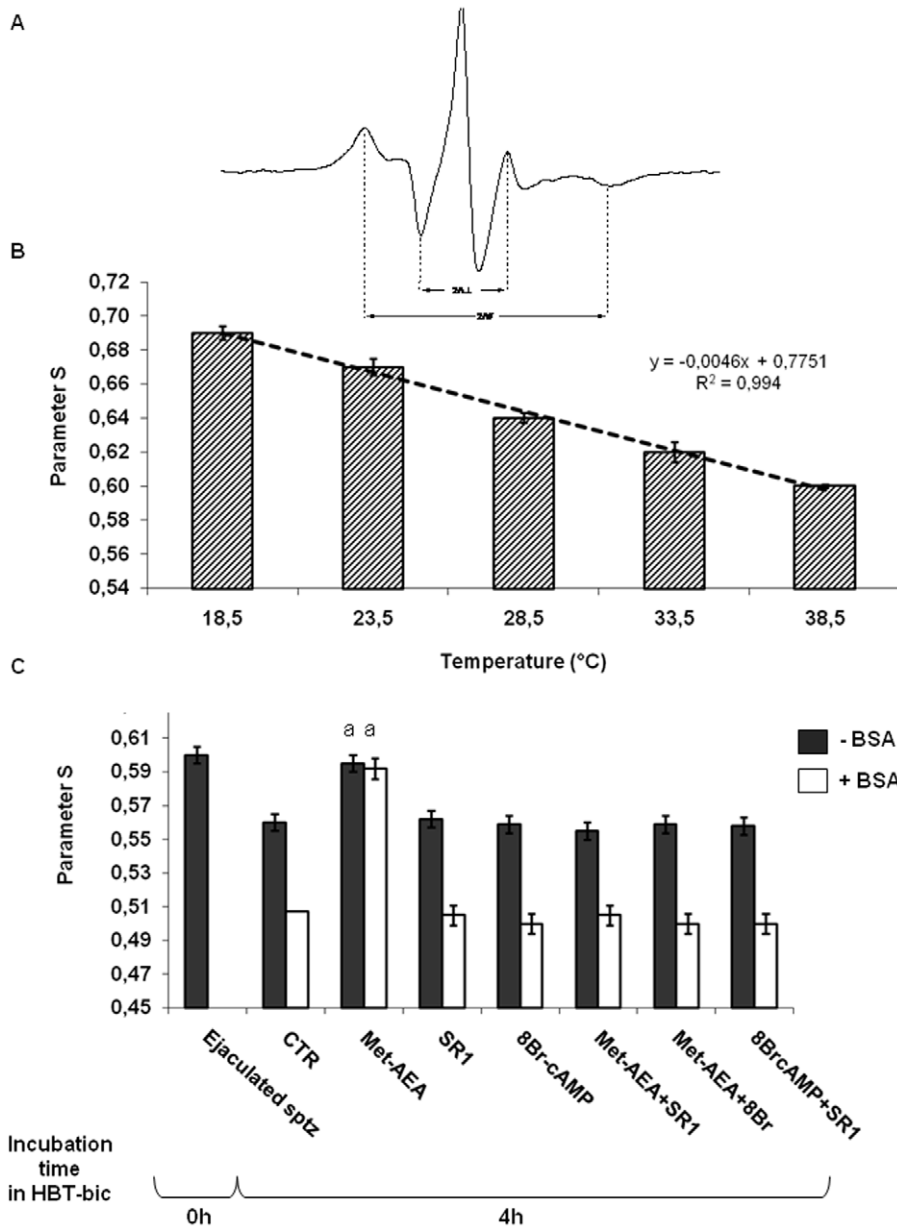 A
B
0,72
0,70
0,68
0,66
0,64
0,62
0,60
0,58
0,56
0,54
Parameter S
y = -0,0046x + 0,7751
R² = 0,994
18,5
23,5
28,5
33,5
38,5
Temperature (°C)
C
0,61
0,59
0,57
0,55
0,53
0,51
0,49
0,47
0,45
Parameter S
a a
- BSA
+ BSA
Ejaculated sptz
CTR
Met-AEA
SR1
8Br-cAMP
Met-AEA+SR1
Met-AEA+8Br
8BrcAMP+SR1
Incubation
time
in HBT-bic
0h
4h